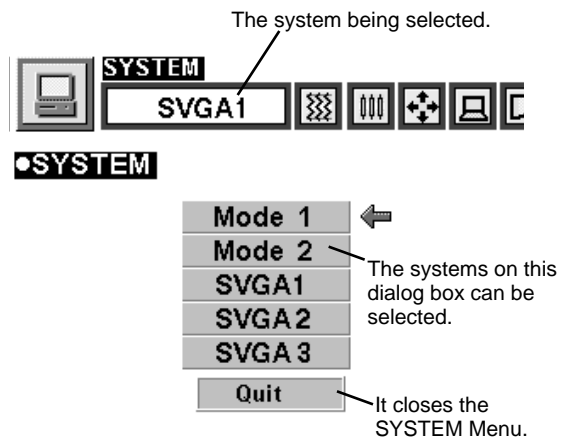 The system being selected.
SYSTEM
SVGA1
●SYSTEM
Mode 1
Mode 2
The systems on this
dialog box can be
selected.
SVGA1
SVGA2
SVGA3
Quit
It closes the
SYSTEM Menu.